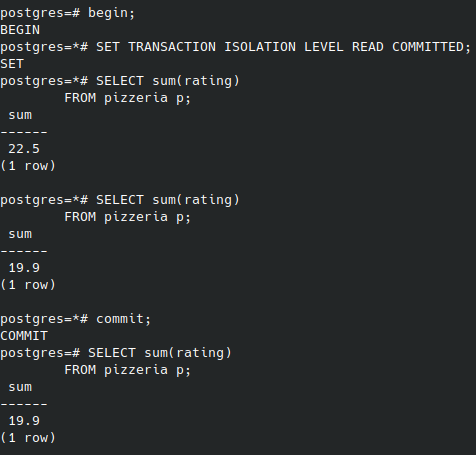 postgres=# begin;
BEGIN
postgres=*# SET TRANSACTION ISOLATION LEVEL READ COMMITTED;
SET
postgres=*# SELECT sum(rating)
        FROM pizzeria p;
 sum
------
 22.5
(1 row)

postgres=*# SELECT sum(rating)
        FROM pizzeria p;
 sum
------
 19.9
(1 row)

postgres=*# commit;
COMMIT
postgres=# SELECT sum(rating)
        FROM pizzeria p;
 sum
------
 19.9
(1 row)